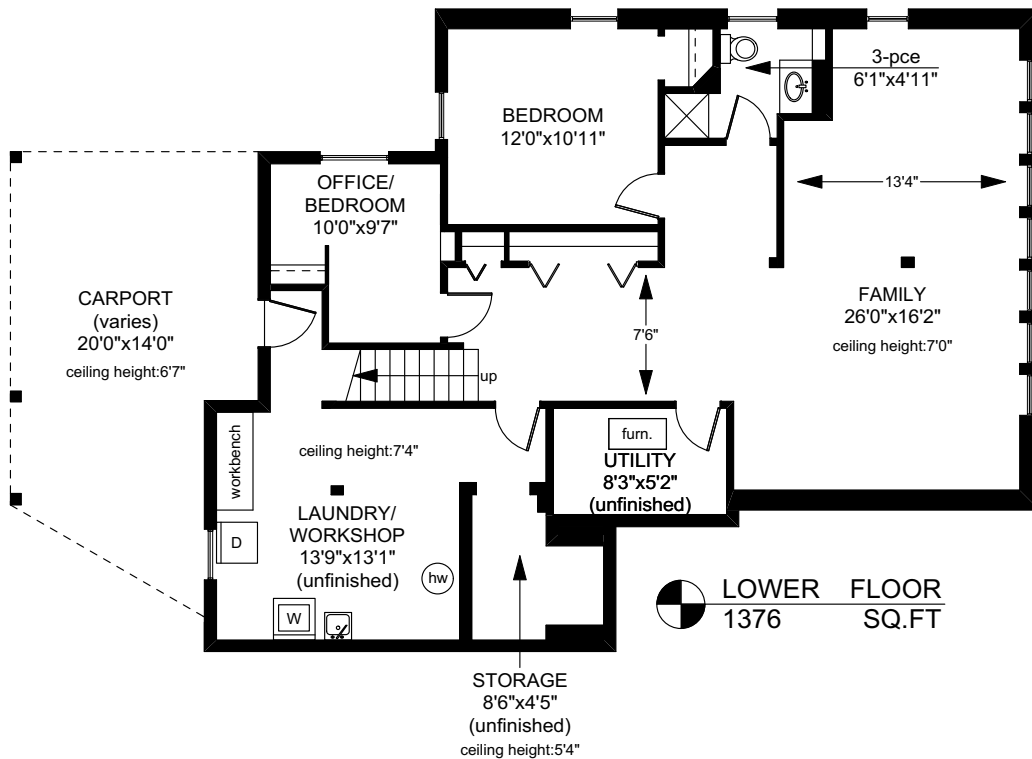 3-pce
6'1"x4'11"
BEDROOM
12'0"x10'11"
OFFICE/
BEDROOM
10'0"x9'7"
13'4"
CARPORT
(varies)
20'0"x14'0"
ceiling height:6'7"
FAMILY
26'0"x16'2"
ceiling height:7'0"
7'6"
up
workbench
ceiling height:7'4"
furn.
UTILITY
8'3"x5'2"
(unfinished)
LAUNDRY/
WORKSHOP
13'9"x13'1"
(unfinished)
D
hw
W
LOWER FLOOR
1376 SQ.FT
STORAGE
8'6"x4'5"
(unfinished)
ceiling height:5'4"